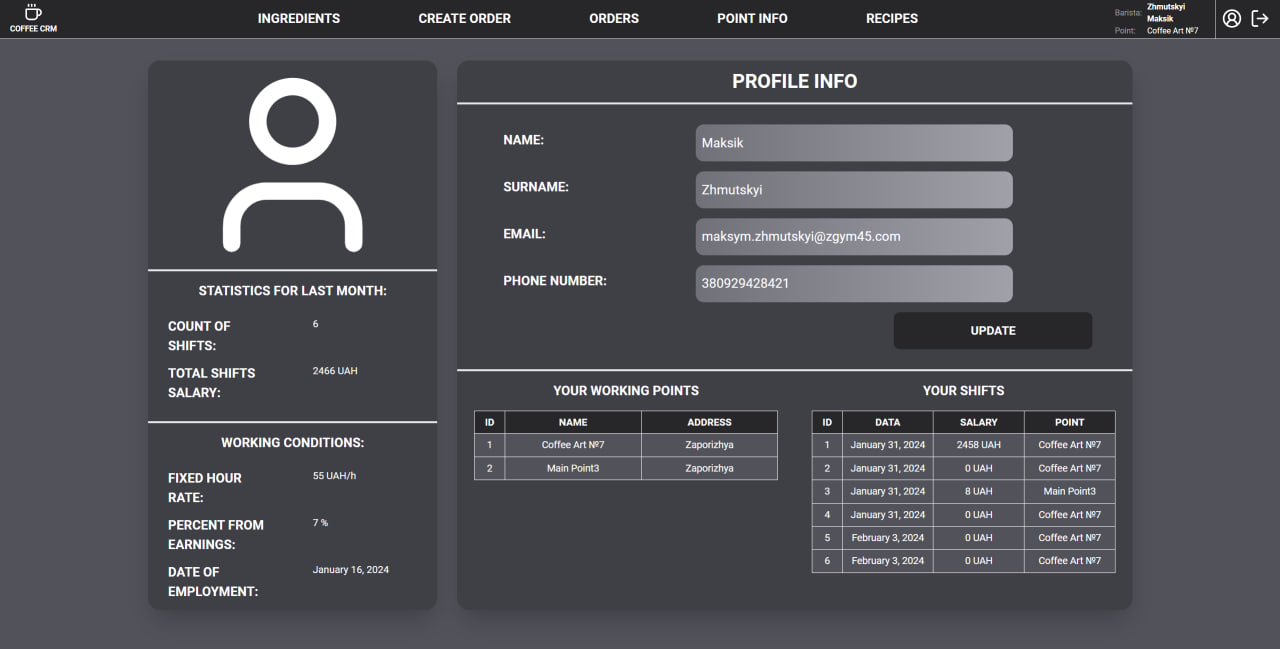 COFFEE CRM
INGREDIENTS
CREATE ORDER
ORDERS
POINT INFO
RECIPES
Barista: Zhmutskyi
Maksik
Point: Coffee Art №7
STATISTICS FOR LAST MONTH:
COUNT OF 6
SHIFTS:
TOTAL SHIFTS 2466 UAH
SALARY:
WORKING CONDITIONS:
FIXED HOUR 55 UAH/h
RATE:
PERCENT FROM 7 %
EARNINGS:
DATE OF January 16, 2024
EMPLOYMENT:
PROFILE INFO
NAME: Maksik
SURNAME: Zhmutskyi
EMAIL: maksym.zhmutskyi@zgym45.com
PHONE NUMBER: 380929428421
UPDATE
YOUR WORKING POINTS
ID NAME ADDRESS
1 Coffee Art №7 Zaporizhya
2 Main Point3 Zaporizhya
YOUR SHIFTS
ID DATA SALARY POINT
1 January 31, 2024 2458 UAH Coffee Art №7
2 January 31, 2024 0 UAH Coffee Art №7
3 January 31, 2024 8 UAH Main Point3
4 January 31, 2024 0 UAH Coffee Art №7
5 February 3, 2024 0 UAH Coffee Art №7
6 February 3, 2024 0 UAH Coffee Art №7